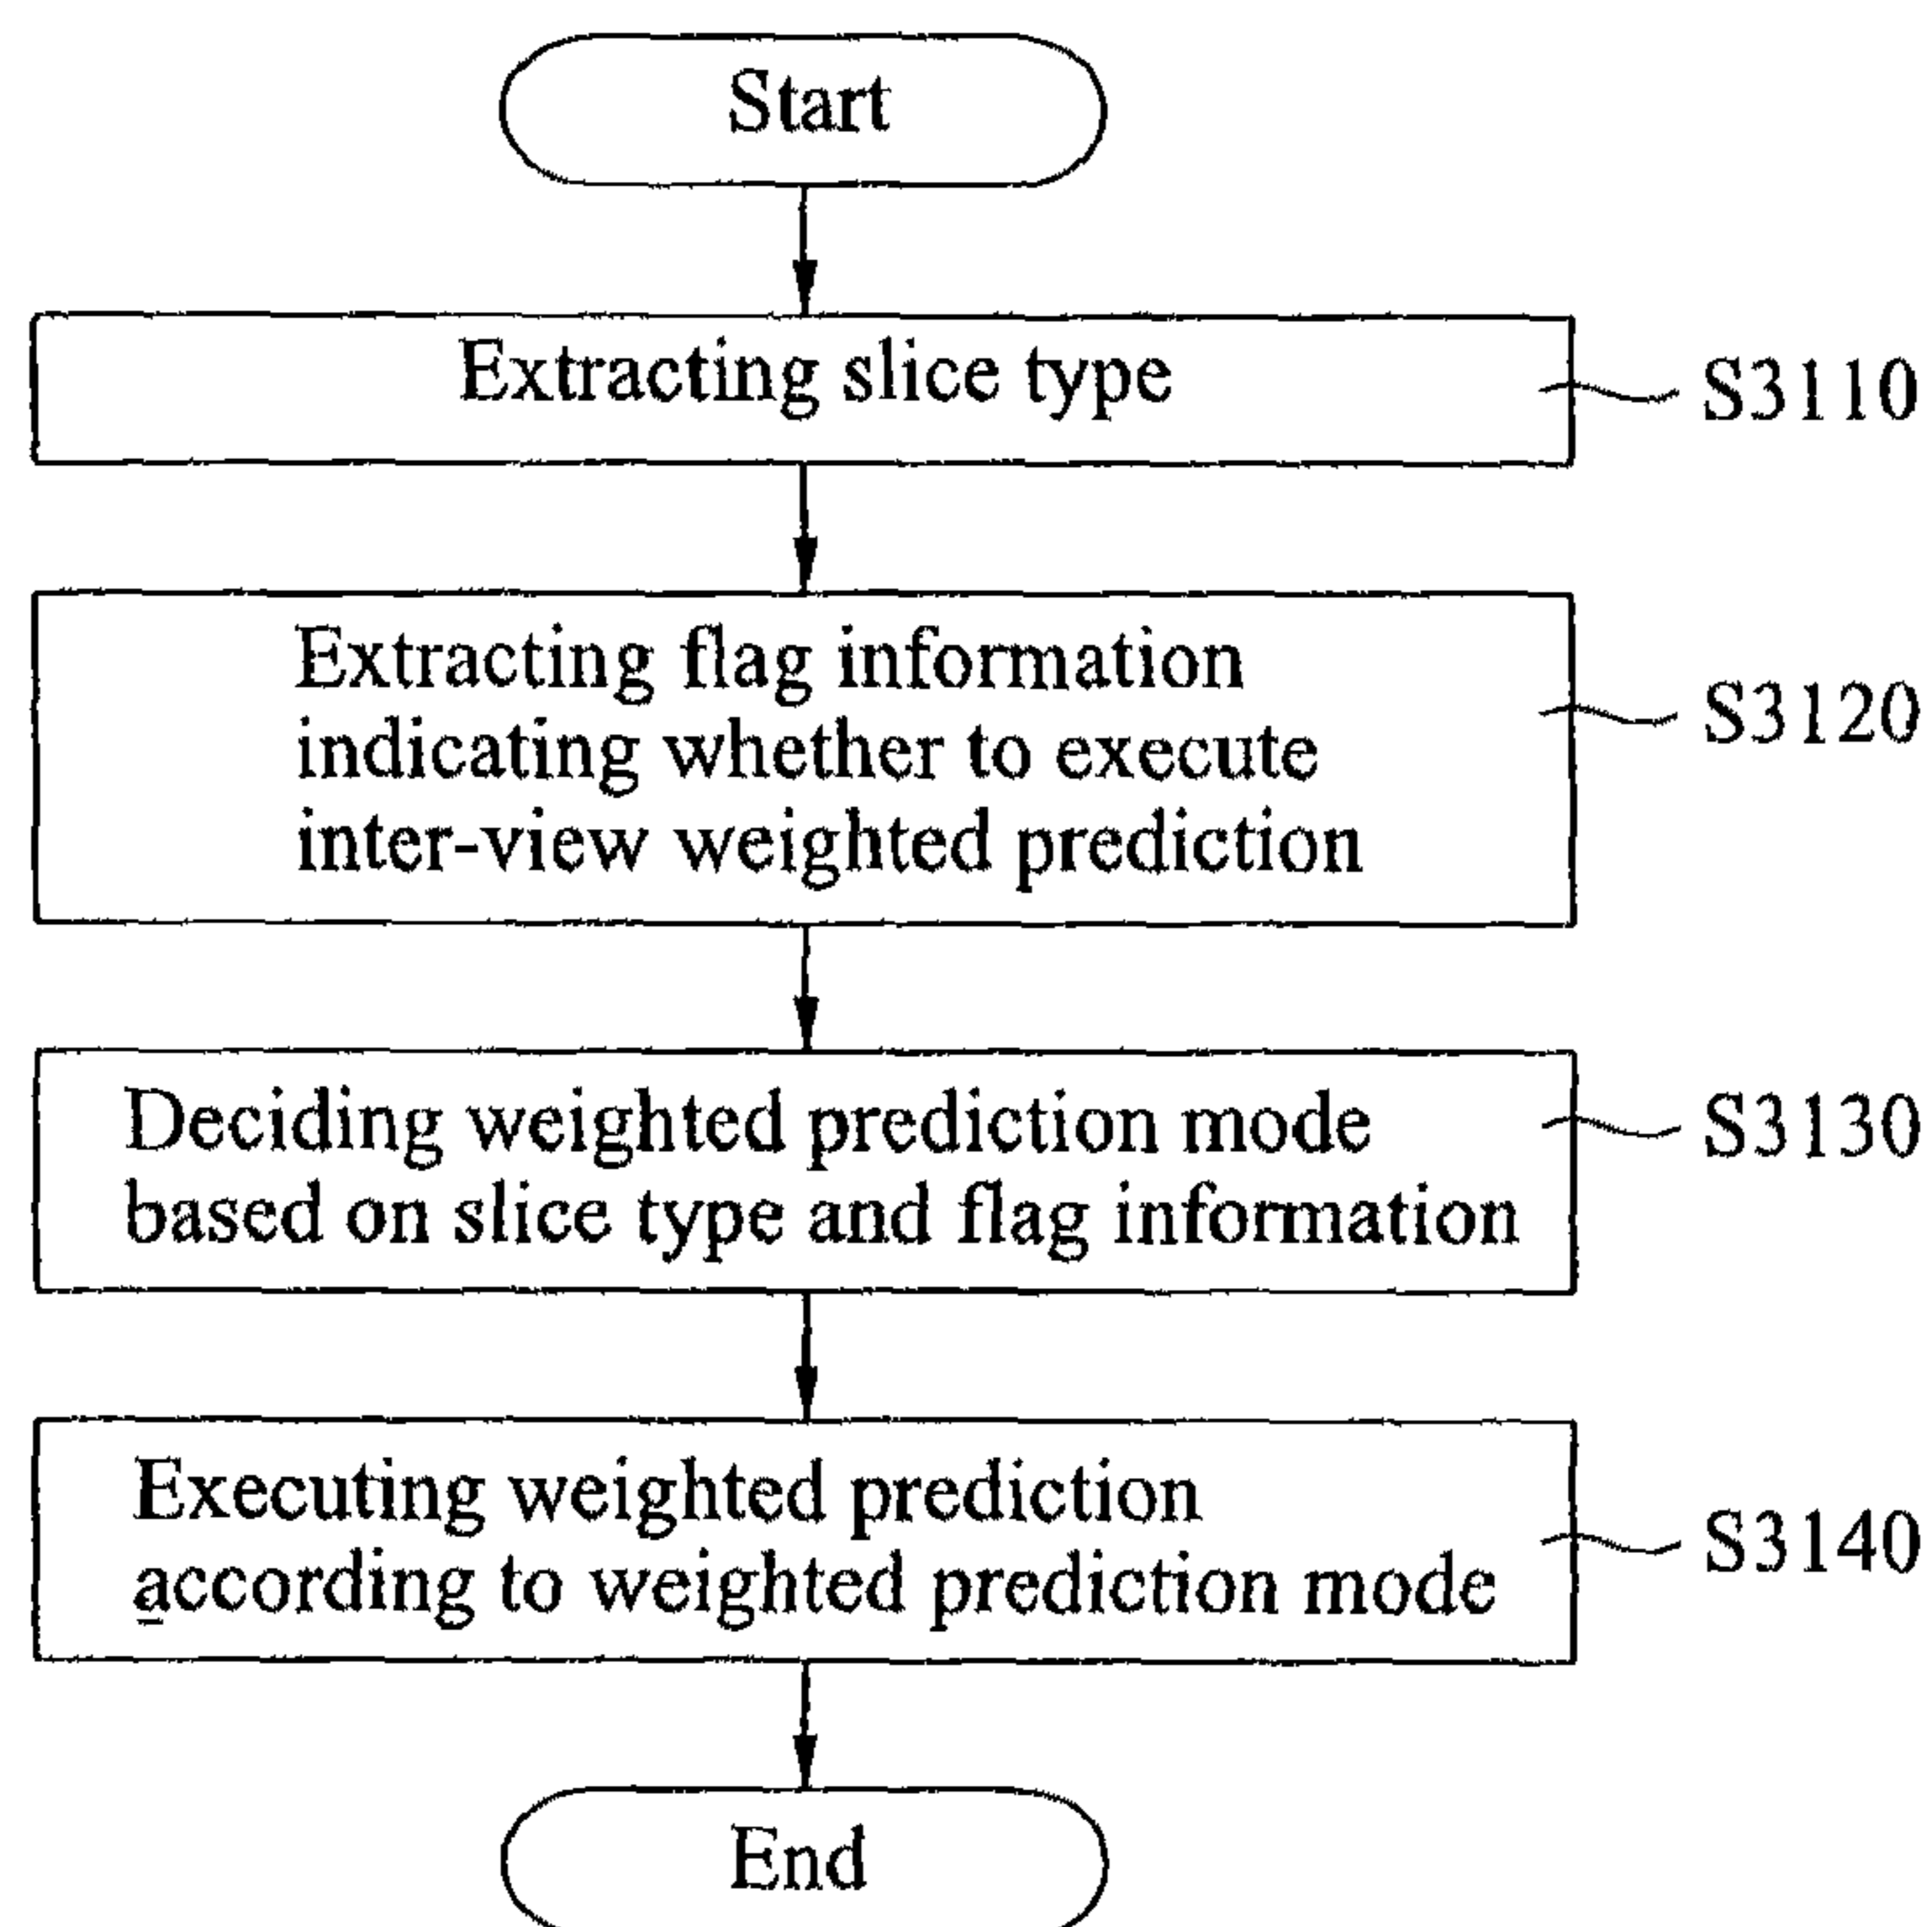 Start
Extracting slice type
S3110
Extracting flag information
indicating whether to execute
inter-view weighted prediction
S3120
Deciding weighted prediction mode
based on slice type and flag information
S3130
Executing weighted prediction
according to weighted prediction mode
S3140
End